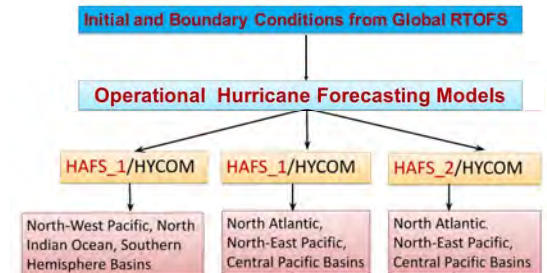 Initial and Boundary Conditions from Global RTOFS
Operational Hurricane Forecasting Models
HAFS_1/HYCOM
HAFS_1/HYCOM
HAFS_2/HYCOM
North-West Pacific, North
Indian Ocean, Southern
Hemisphere Basins
North Atlantic,
North-East Pacific,
Central Pacific Basins
North Atlantic.
North-East Pacific,
Central Pacific Basins